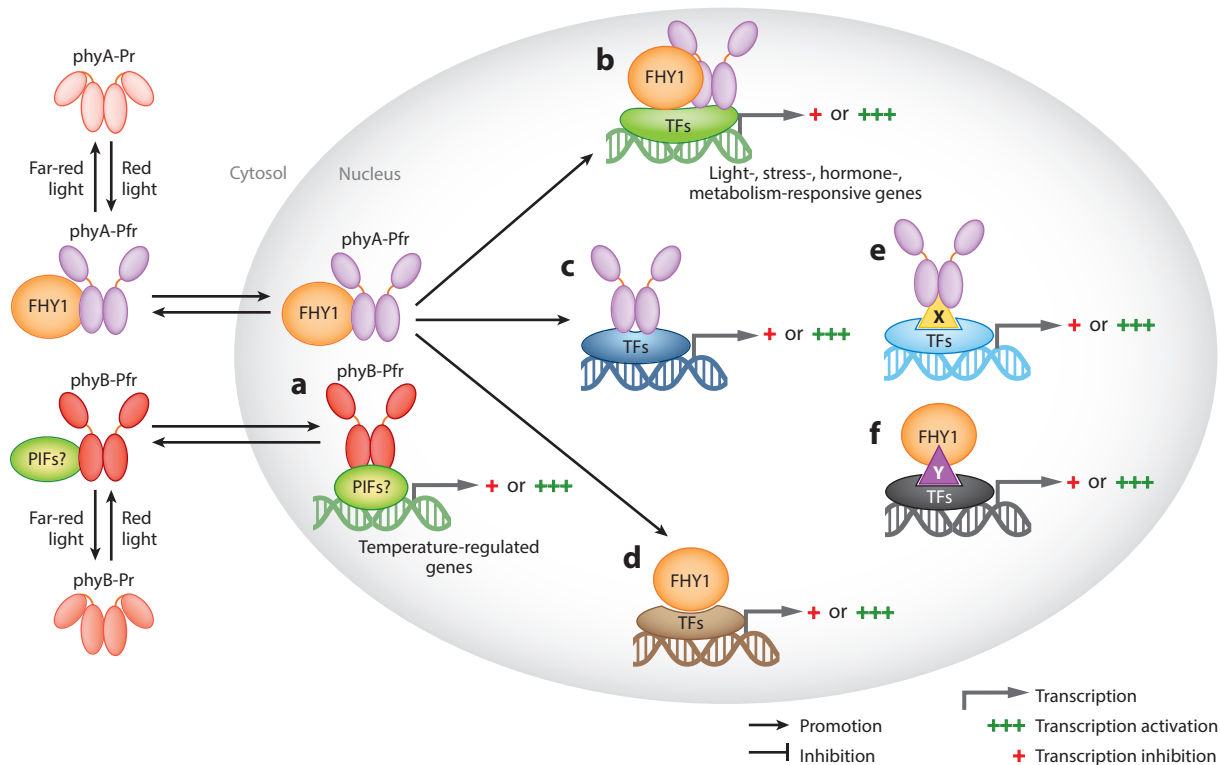 phyA-Pr
Far-red
light
Red
light
phyA-Pfr
FHY1
Cytosol
Nucleus
phyA-Pfr
FHY1
phyB-Pfr
PIFs?
Far-red
light
Red
light
phyB-Pr
a
phyB-Pfr
PIFs?
+ or +++
Temperature-regulated
genes
b
FHY1
TFs
+ or +++
Light-, stress-, hormone-,
metabolism-responsive genes
c
TFs
+ or +++
d
FHY1
TFs
+ or +++
e
X
TFs
+ or +++
f
FHY1
Y
TFs
+ or +++
Promotion
Inhibition
Transcription
+++ Transcription activation
+ Transcription inhibition